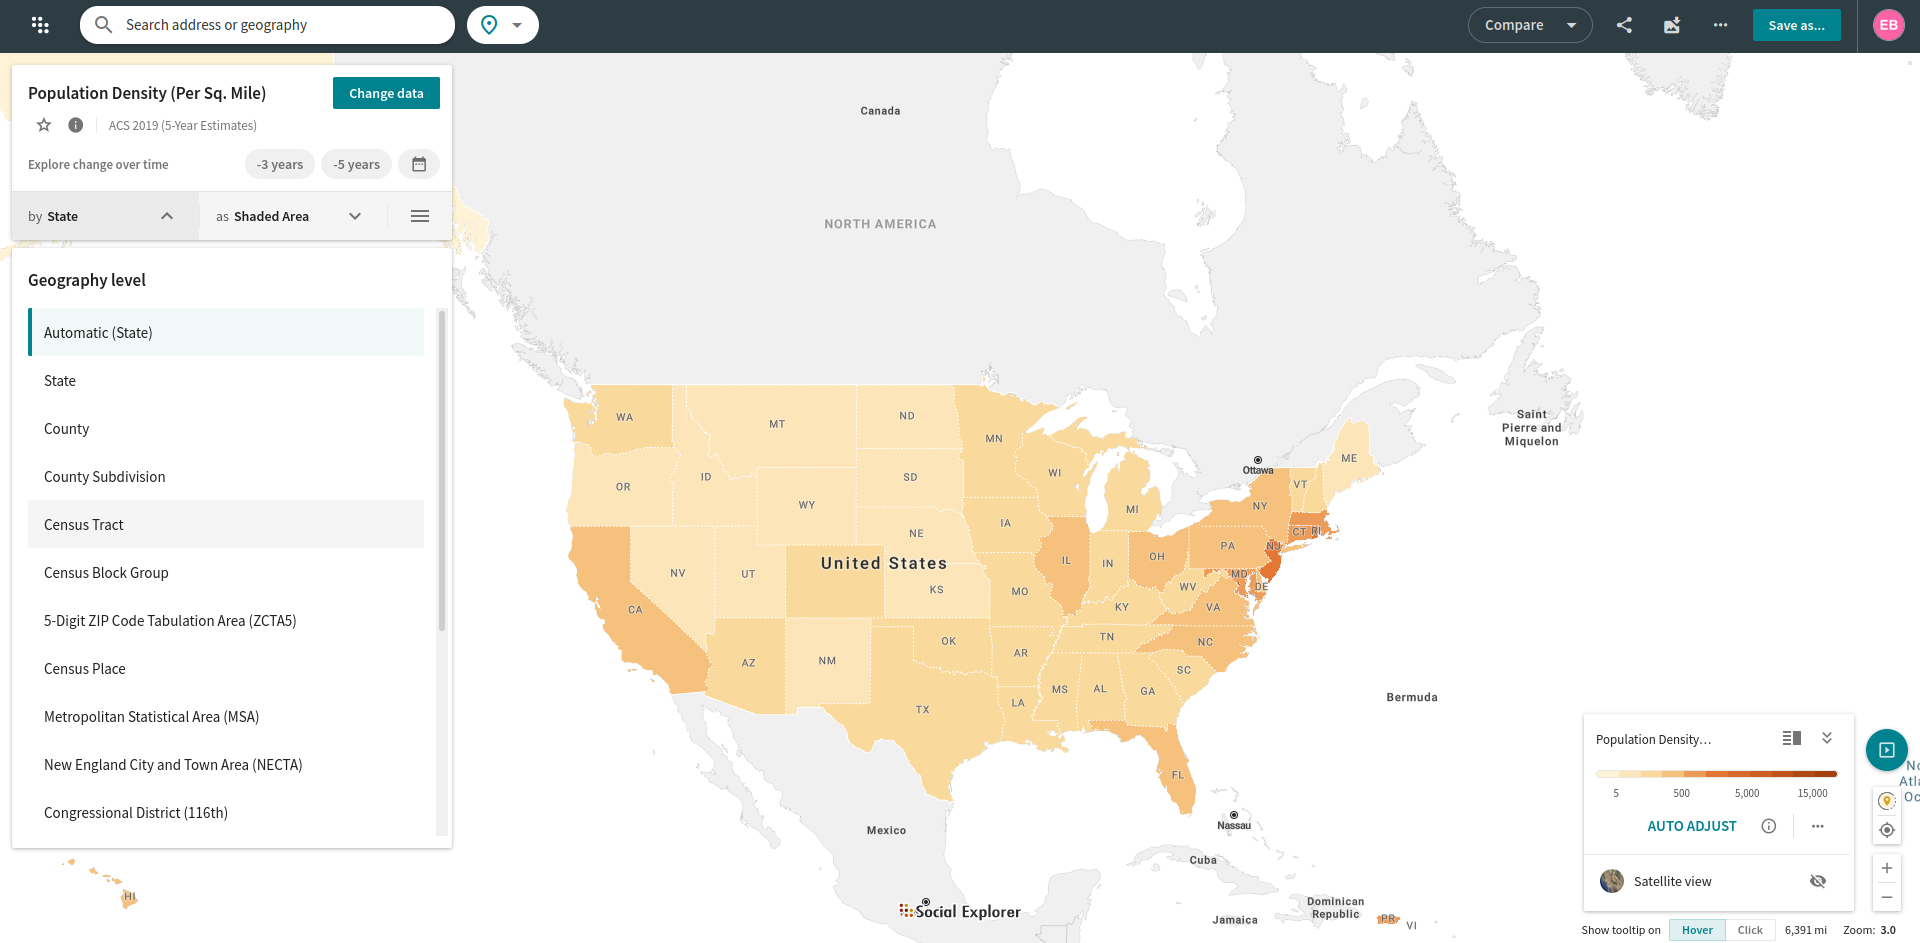 Search address or geography
Compare
Save as...
EB
Population Density (Per Sq. Mile)
Change data
ACS 2019 (5-Year Estimates)
Explore change over time
-3 years
-5 years
by State
as Shaded Area
Geography level
Automatic (State)
State
County
County Subdivision
Census Tract
Census Block Group
5-Digit ZIP Code Tabulation Area (ZCTA5)
Census Place
Metropolitan Statistical Area (MSA)
New England City and Town Area (NECTA)
Congressional District (116th)
Canada
NORTH AMERICA
Saint
Pierre and
Miquelon
Ottawa
WA
MT
ND
MN
OR
ID
SD
WI
ME
VT
WY
MI
NY
IA
NE
CT
RI
PA
NJ
United States
IL
IN
OH
NV
UT
MD
DE
KS
MO
WV
CA
KY
VA
OK
TN
NC
AZ
NM
AR
SC
MS
AL
GA
LA
TX
FL
Bermuda
Mexico
Nassau
Cuba
HI
Social Explorer
Jamaica
Dominican
Republic
PR
VI
Population Density...
5
500
5,000
15,000
AUTO ADJUST
Satellite view
No
Atla
Oc
Show tooltip on
Hover
Click
6,391 mi
Zoom: 3.0